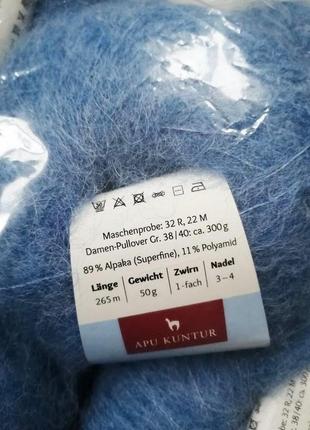 Maschenprobe: 32 R, 22 M
Damen-Pullover Gr. 38/40: ca. 300 g
89 % Alpaka (Superfine), 11 % Polyamid
Länge Gewicht Zwirn Nadel
265 m 50 g 1-fach 3–4
APU KUNTUR